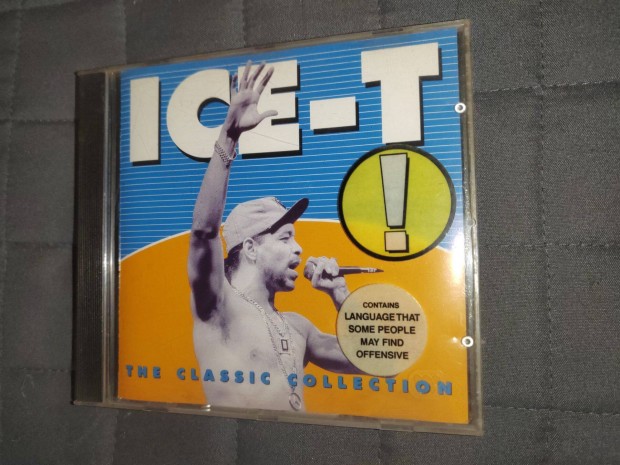 ICE-T
!
CONTAINS
LANGUAGE THAT
SOME PEOPLE
MAY FIND
OFFENSIVE
THE CLASSIC COLLECTION